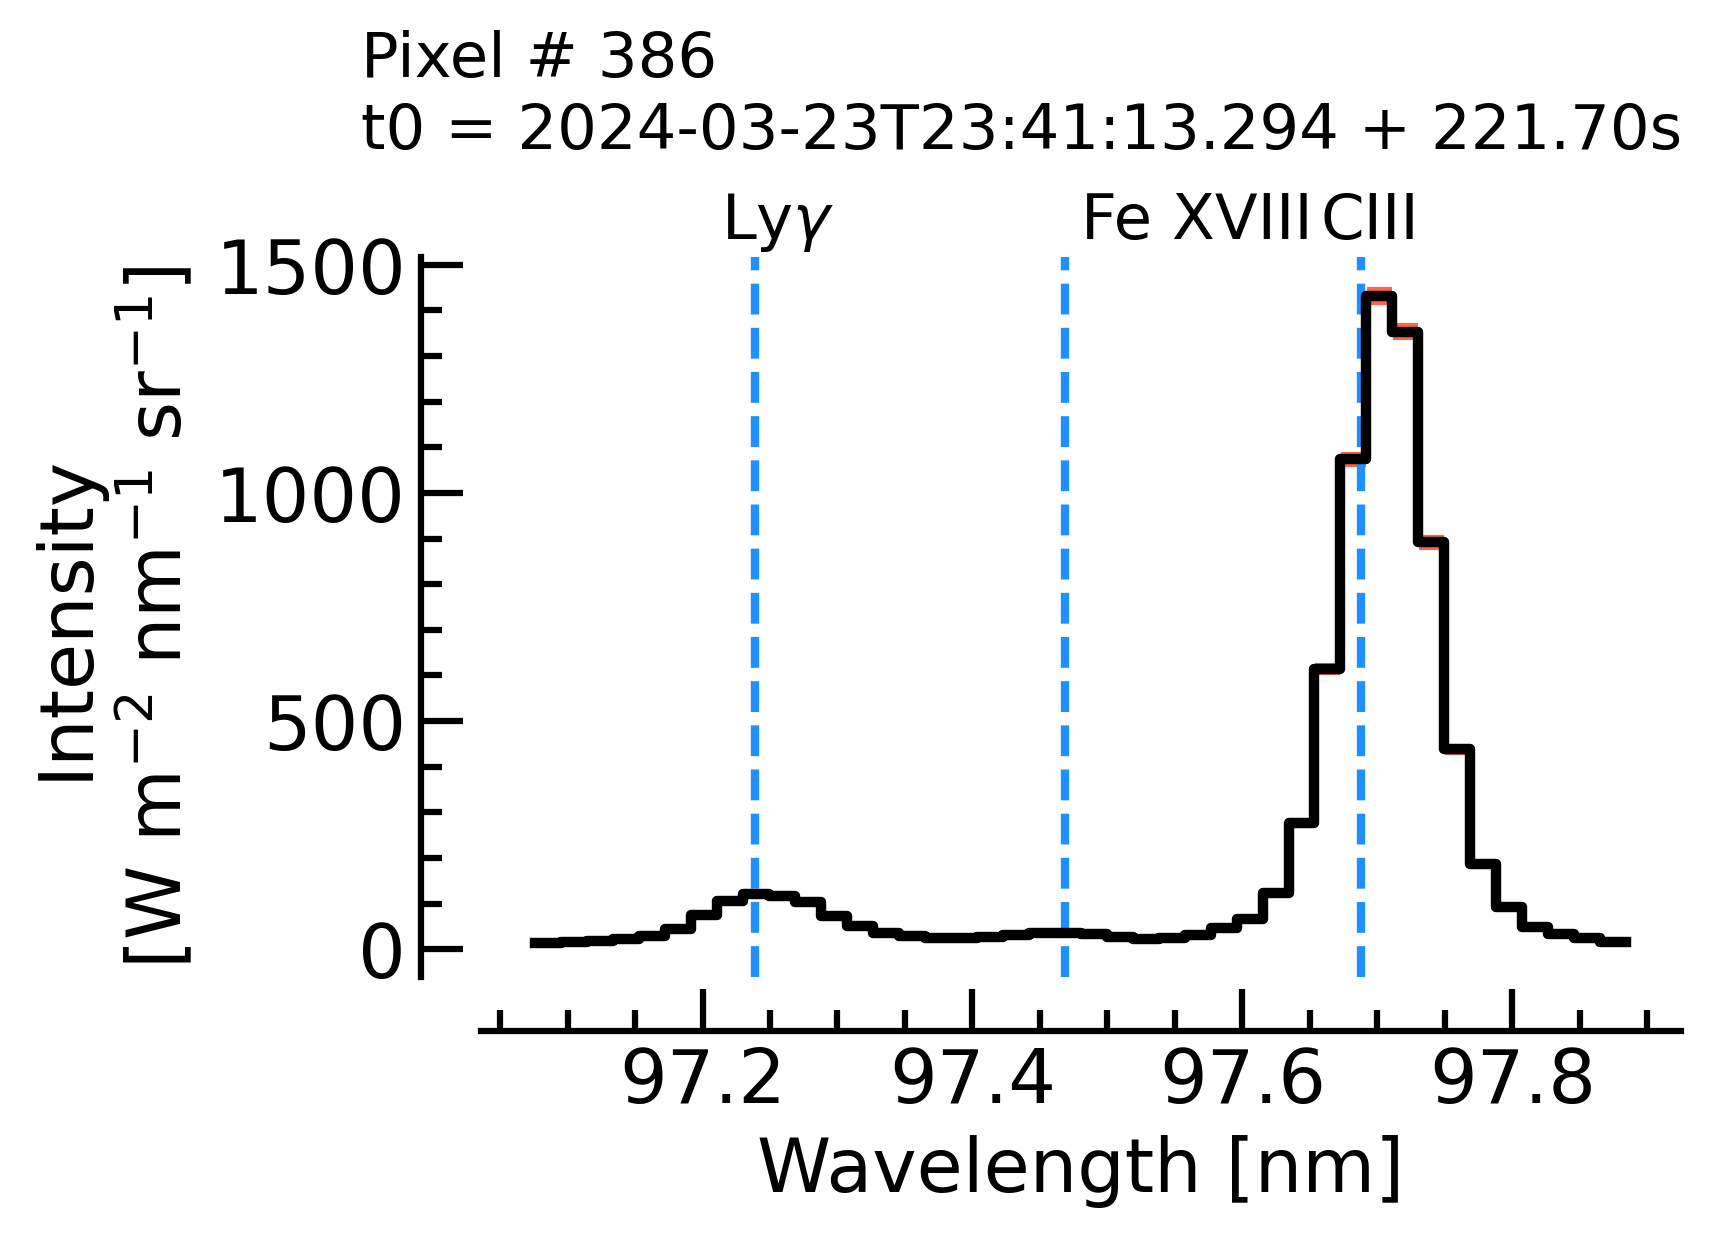 Pixel # 386
t0 = 2024-03-23T23:41:13.294 + 221.70s
Lyγ Fe XVIII CIII
1500
1000
500
0
Intensity
[W m⁻² nm⁻¹ sr⁻¹]
97.2 97.4 97.6 97.8
Wavelength [nm]